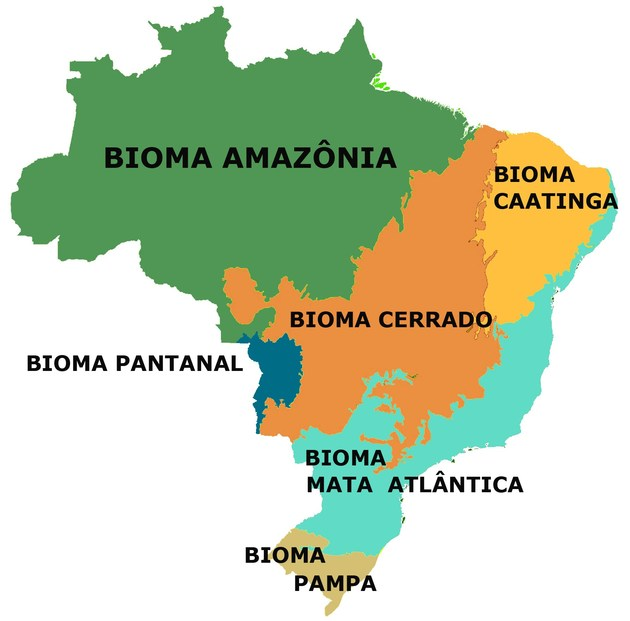 BIOMA AMAZÔNIA
BIOMA
CAATINGA
BIOMA CERRADO
BIOMA PANTANAL
BIOMA
MATA ATLÂNTICA
BIOMA
PAMPA